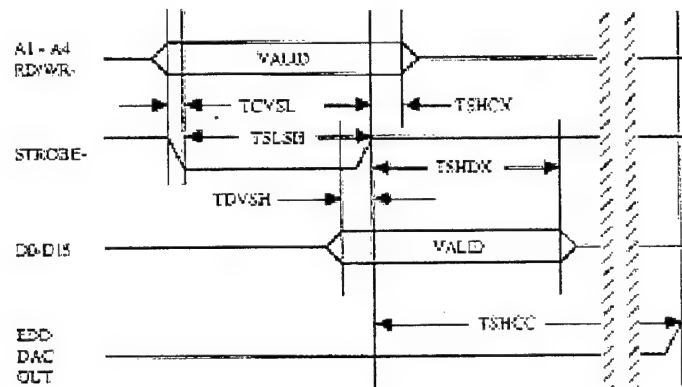 A1 - A4
RD/WR-
VALID
TCVSL
TSHCX
TSLSH
STROBE-
TSHDX
TDVSH
D0-D15
VALID
TSHCC
EDD-
DAC
OUT